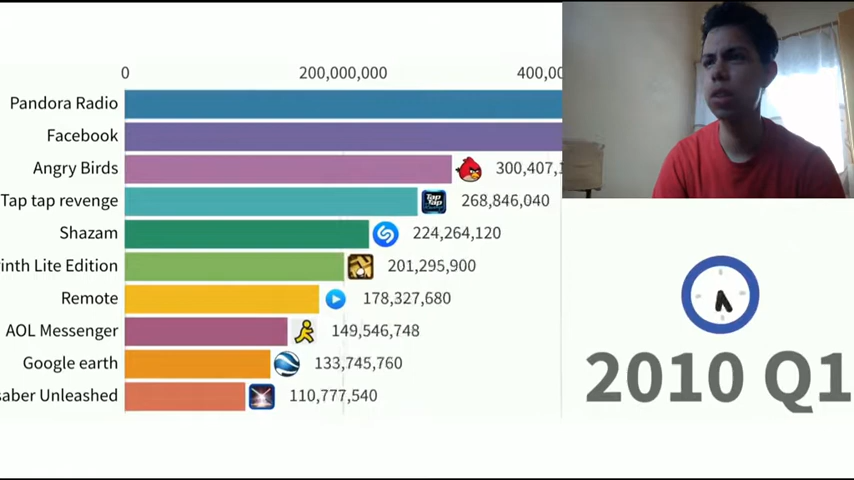 0 200,000,000 400,00
Pandora Radio
Facebook
Angry Birds 300,407,1
Tap tap revenge 268,846,040
Shazam 224,264,120
rinth Lite Edition 201,295,900
Remote 178,327,680
AOL Messenger 149,546,748
Google earth 133,745,760
saber Unleashed 110,777,540
2010 Q1